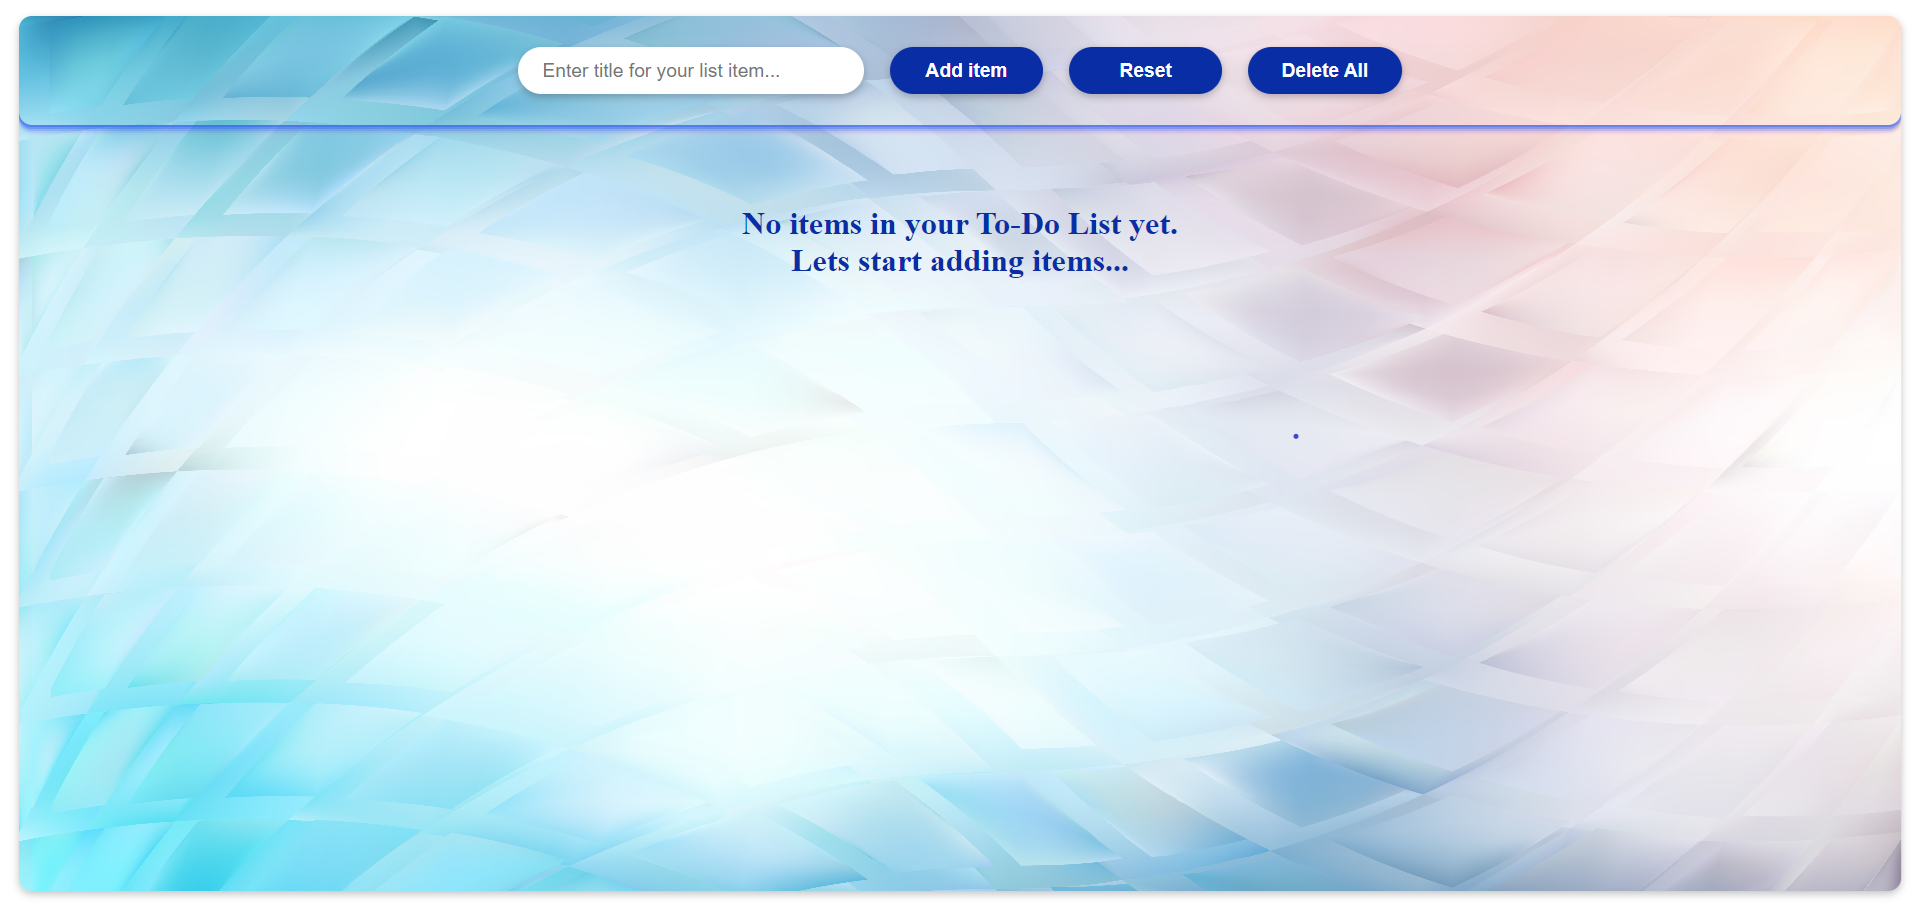 Enter title for your list item...
Add item
Reset
Delete All
No items in your To-Do List yet.
Lets start adding items...